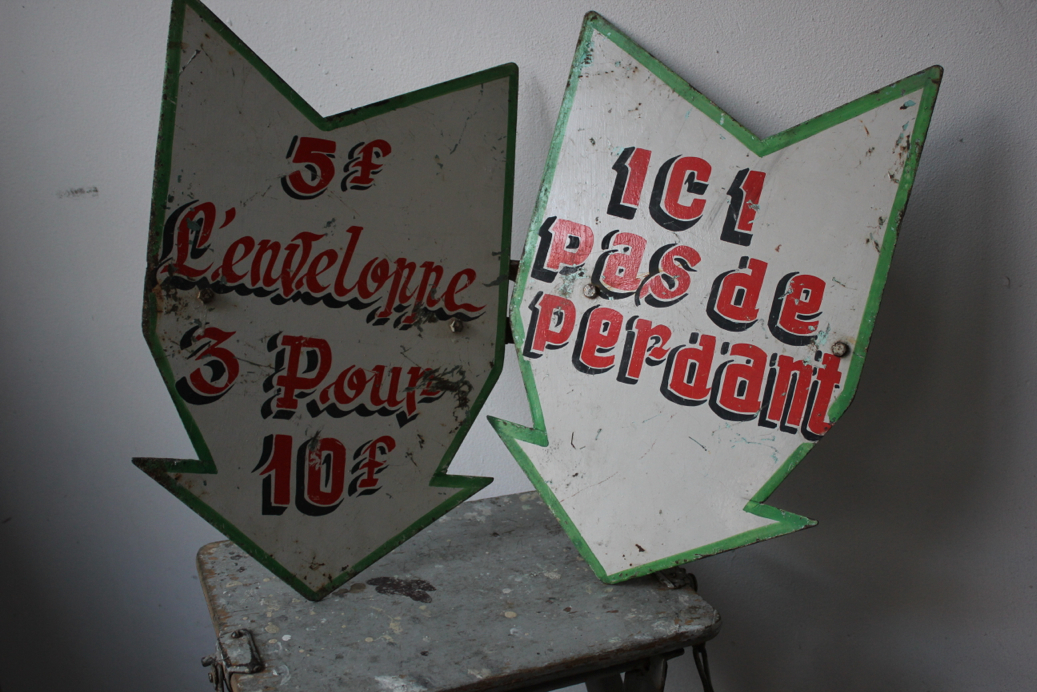 5f
L'enveloppe
3 Pour
10f
ici
pas de
perdant